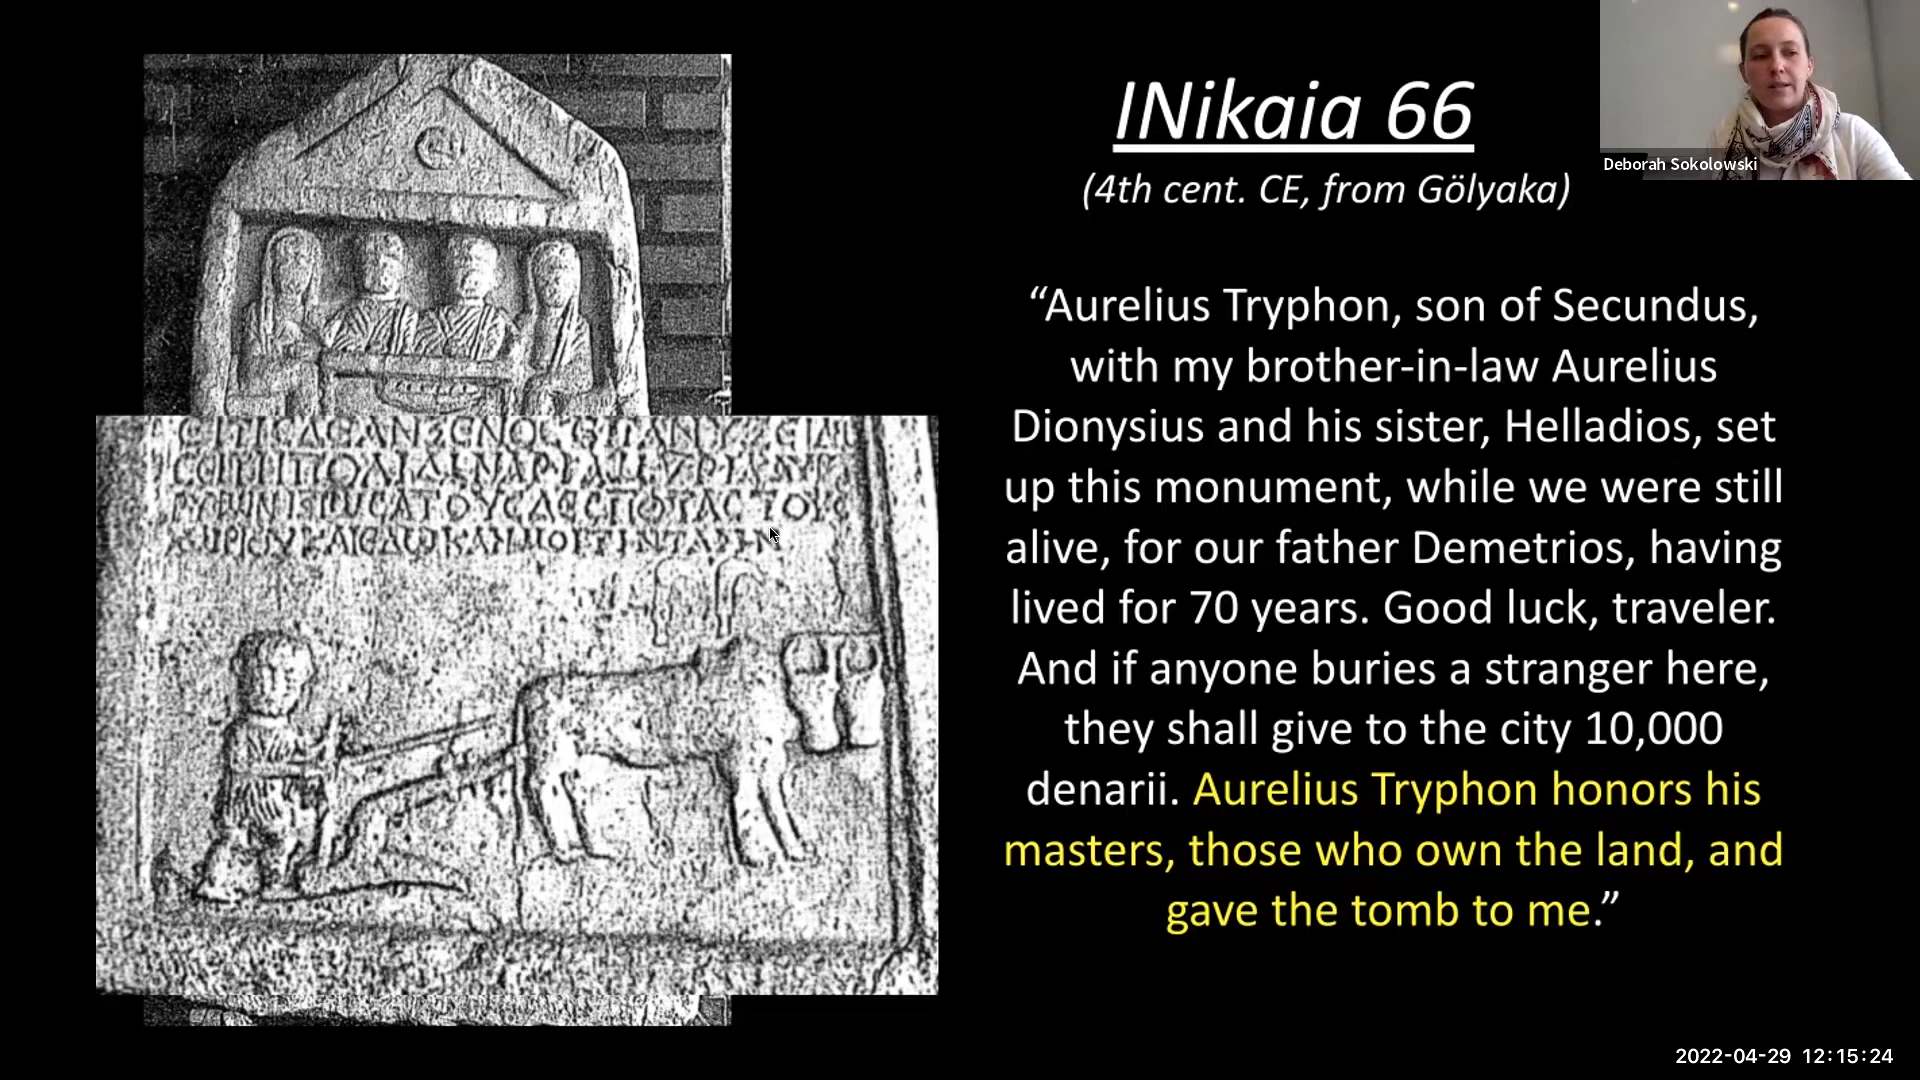 INikaia 66
(4th cent. CE, from Gölyaka)
Deborah Sokolowski
“Aurelius Tryphon, son of Secundus,
with my brother-in-law Aurelius
Dionysius and his sister, Helladios, set
up this monument, while we were still
alive, for our father Demetrios, having
lived for 70 years. Good luck, traveler.
And if anyone buries a stranger here,
they shall give to the city 10,000
denarii. Aurelius Tryphon honors his
masters, those who own the land, and
gave the tomb to me.”
2022-04-29 12:15:24